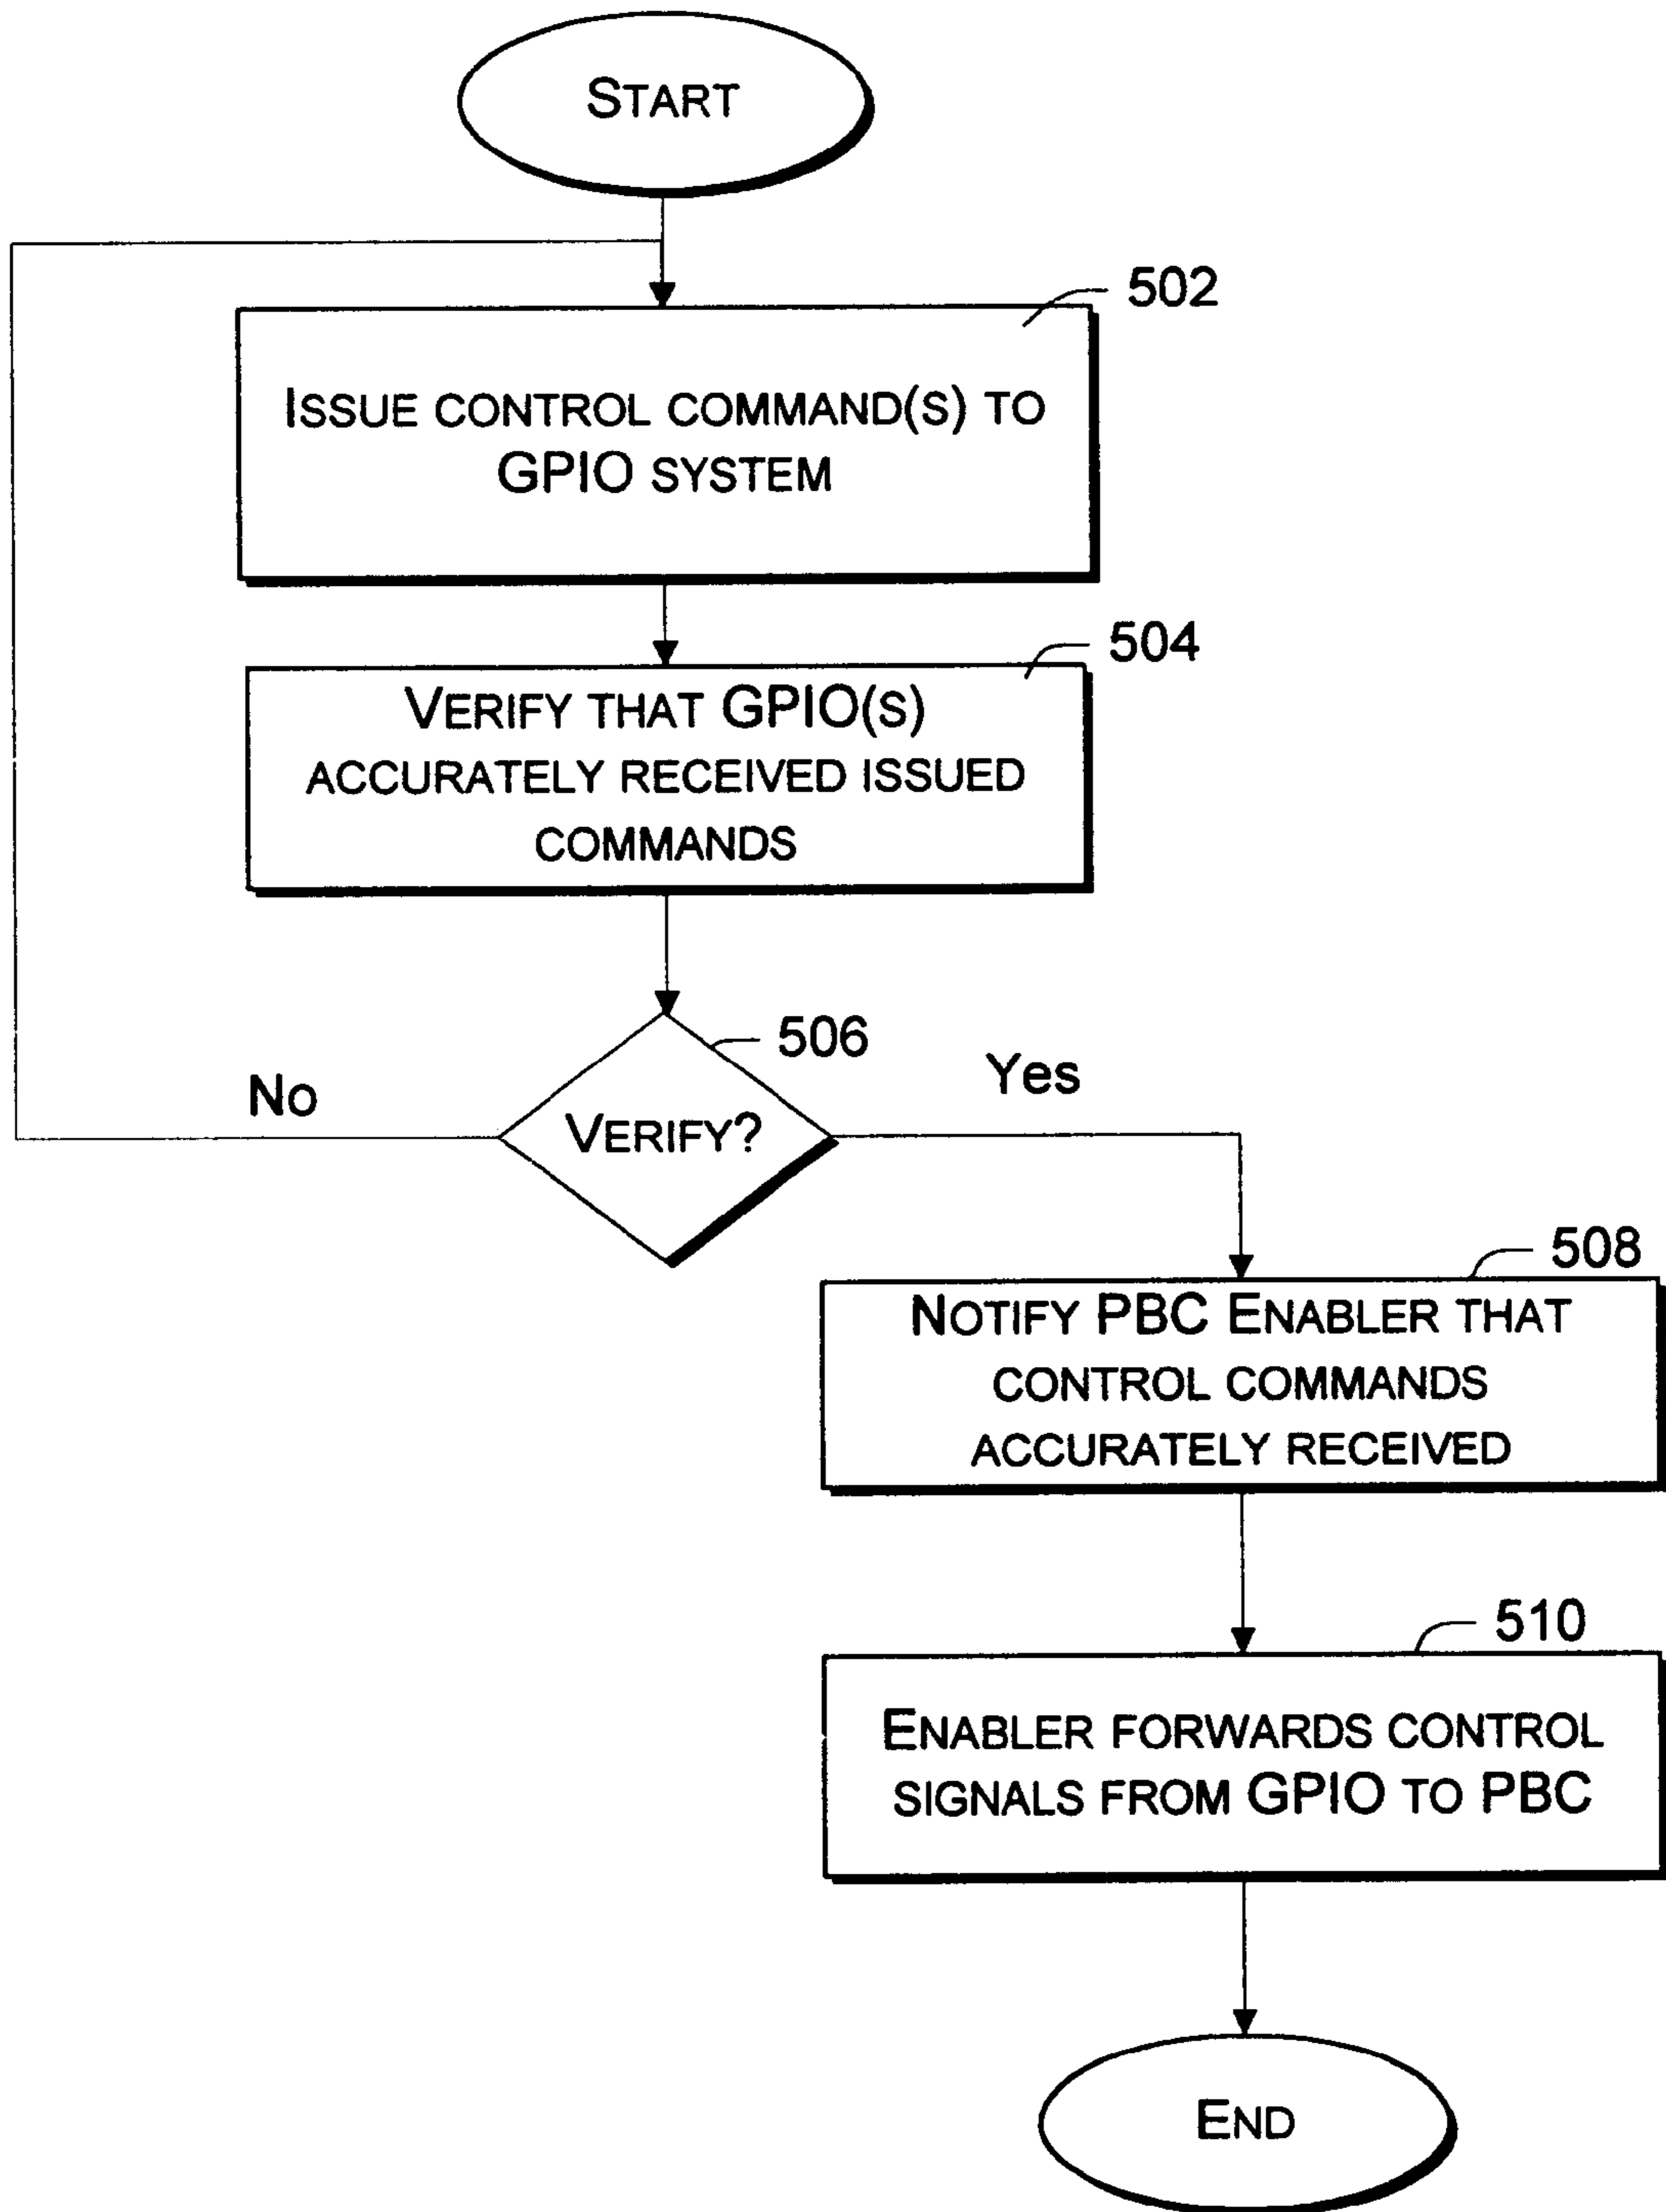 START
502
ISSUE CONTROL COMMAND(S) TO
GPIO SYSTEM
504
VERIFY THAT GPIO(S)
ACCURATELY RECEIVED ISSUED
COMMANDS
506
No
Yes
VERIFY?
508
NOTIFY PBC ENABLER THAT
CONTROL COMMANDS
ACCURATELY RECEIVED
510
ENABLER FORWARDS CONTROL
SIGNALS FROM GPIO TO PBC
END